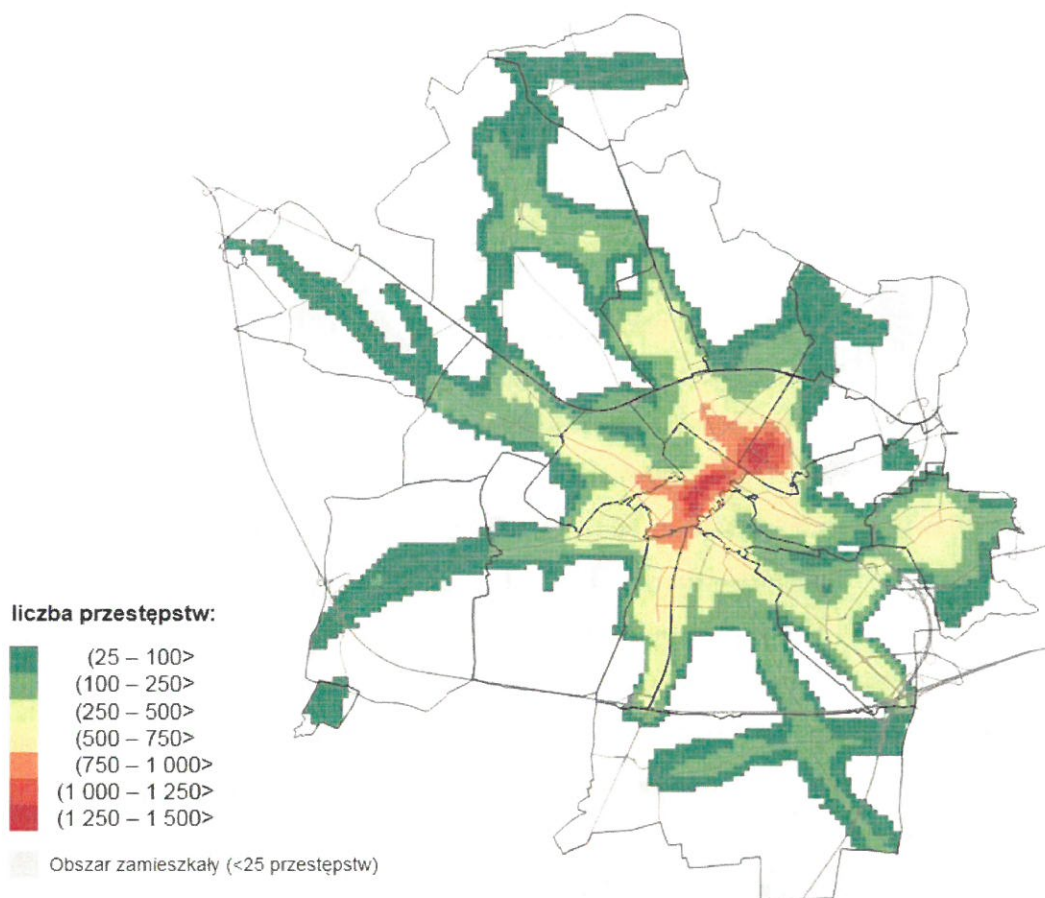 liczba przestępstw:
(25 – 100>
(100 – 250>
(250 – 500>
(500 – 750>
(750 – 1 000>
(1 000 – 1 250>
(1 250 – 1 500>
Obszar zamieszkały (<25 przestępstw)